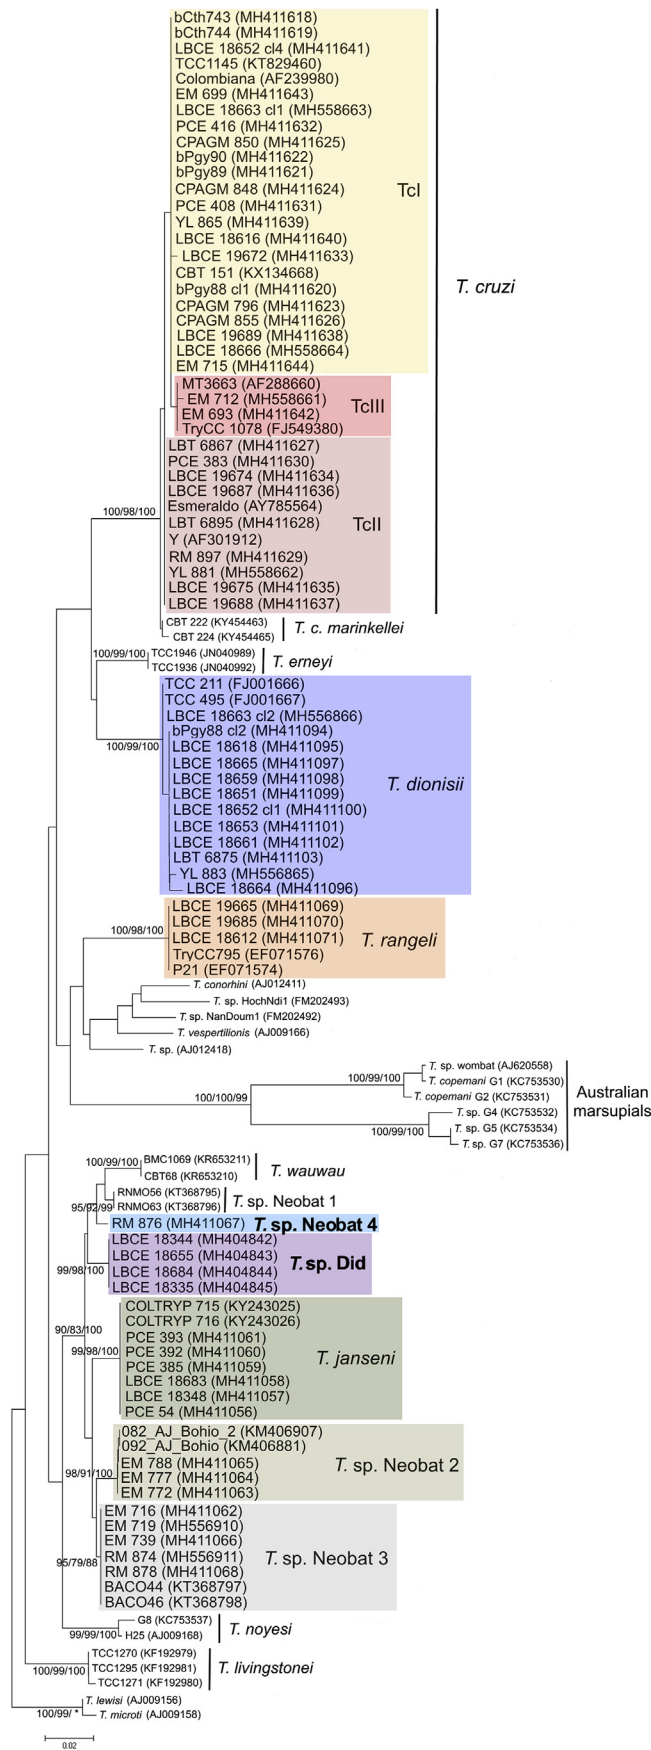 bCth743 (MH411618)
bCth744 (MH411619)
LBCE 18652 cl4 (MH411641)
TCC1145 (KT829460)
Colombiana (AF239980)
EM 699 (MH411643)
LBCE 18663 cl1 (MH558663)
PCE 416 (MH411632)
CPAGM 850 (MH411625)
bPgy90 (MH411622)
bPgy89 (MH411621)
CPAGM 848 (MH411624)
TcI
PCE 408 (MH411631)
YL 865 (MH411639)
LBCE 18616 (MH411640)
LBCE 19672 (MH411633)
CBT 151 (KX134668)
T. cruzi
bPgy88 cl1 (MH411620)
CPAGM 796 (MH411623)
CPAGM 855 (MH411626)
LBCE 19689 (MH411638)
LBCE 18666 (MH558664)
EM 715 (MH411644)
MT3663 (AF288660)
EM 712 (MH558661)
TcIII
EM 693 (MH411642)
TryCC 1078 (FJ549380)
LBT 6867 (MH411627)
PCE 383 (MH411630)
LBCE 19674 (MH411634)
LBCE 19687 (MH411636)
Esmeraldo (AY785564)
100/98/100
LBT 6895 (MH411628)
TcII
Y (AF301912)
RM 897 (MH411629)
YL 881 (MH558662)
LBCE 19675 (MH411635)
LBCE 19688 (MH411637)
CBT 222 (KY454463)
T. c. marinkellei
CBT 224 (KY454465)
100/99/100
TCC1946 (JN040989)
T. erneyi
TCC1936 (JN040992)
TCC 211 (FJ001666)
TCC 495 (FJ001667)
LBCE 18663 cl2 (MH556866)
bPgy88 cl2 (MH411094)
100/99/100
LBCE 18618 (MH411095)
LBCE 18665 (MH411097)
LBCE 18659 (MH411098)
T. dionisii
LBCE 18651 (MH411099)
LBCE 18652 cl1 (MH411100)
LBCE 18653 (MH411101)
LBCE 18661 (MH411102)
LBT 6875 (MH411103)
YL 883 (MH556865)
LBCE 18664 (MH411096)
LBCE 19665 (MH411069)
LBCE 19685 (MH411070)
100/98/100
LBCE 18612 (MH411071)
T. rangeli
TryCC795 (EF071576)
P21 (EF071574)
T. conorhini (AJ012411)
T. sp. HochNdi1 (FM202493)
T. sp. NanDoum1 (FM202492)
T. vespertilionis (AJ009166)
T. sp. (AJ012418)
T. sp. wombat (AJ620558)
100/99/100
T. copemani G1 (KC753530)
T. copemani G2 (KC753531)
100/100/99
Australian
marsupials
T. sp. G4 (KC753532)
100/99/100
T. sp. G5 (KC753534)
T. sp. G7 (KC753536)
100/99/100
BMC1069 (KR653211)
CBT68 (KR653210)
T. wauwau
RNMO56 (KT368795)
95/92/99
RNMO63 (KT368796)
T. sp. Neobat 1
RM 876 (MH411067)
T. sp. Neobat 4
LBCE 18344 (MH404842)
LBCE 18655 (MH404843)
T. sp. Did
99/98/100
LBCE 18684 (MH404844)
LBCE 18335 (MH404845)
COLTRYP 715 (KY243025)
COLTRYP 716 (KY243026)
90/83/100
PCE 393 (MH411061)
99/98/100
PCE 392 (MH411060)
T. janseni
PCE 385 (MH411059)
LBCE 18683 (MH411058)
LBCE 18348 (MH411057)
PCE 54 (MH411056)
082_AJ_Bohio_2 (KM406907)
092_AJ_Bohio (KM406881)
EM 788 (MH411065)
T. sp. Neobat 2
98/91/100
EM 777 (MH411064)
EM 772 (MH411063)
EM 716 (MH411062)
EM 719 (MH556910)
EM 739 (MH411066)
95/79/88
RM 874 (MH556911)
T. sp. Neobat 3
RM 878 (MH411068)
BACO44 (KT368797)
BACO46 (KT368798)
G8 (KC753537)
T. noyesi
99/99/100
H25 (AJ009168)
TCC1270 (KF192979)
100/99/100
TCC1295 (KF192981)
T. livingstonei
TCC1271 (KF192980)
T. lewisi (AJ009156)
100/99/ *
T. microti (AJ009158)
0.02